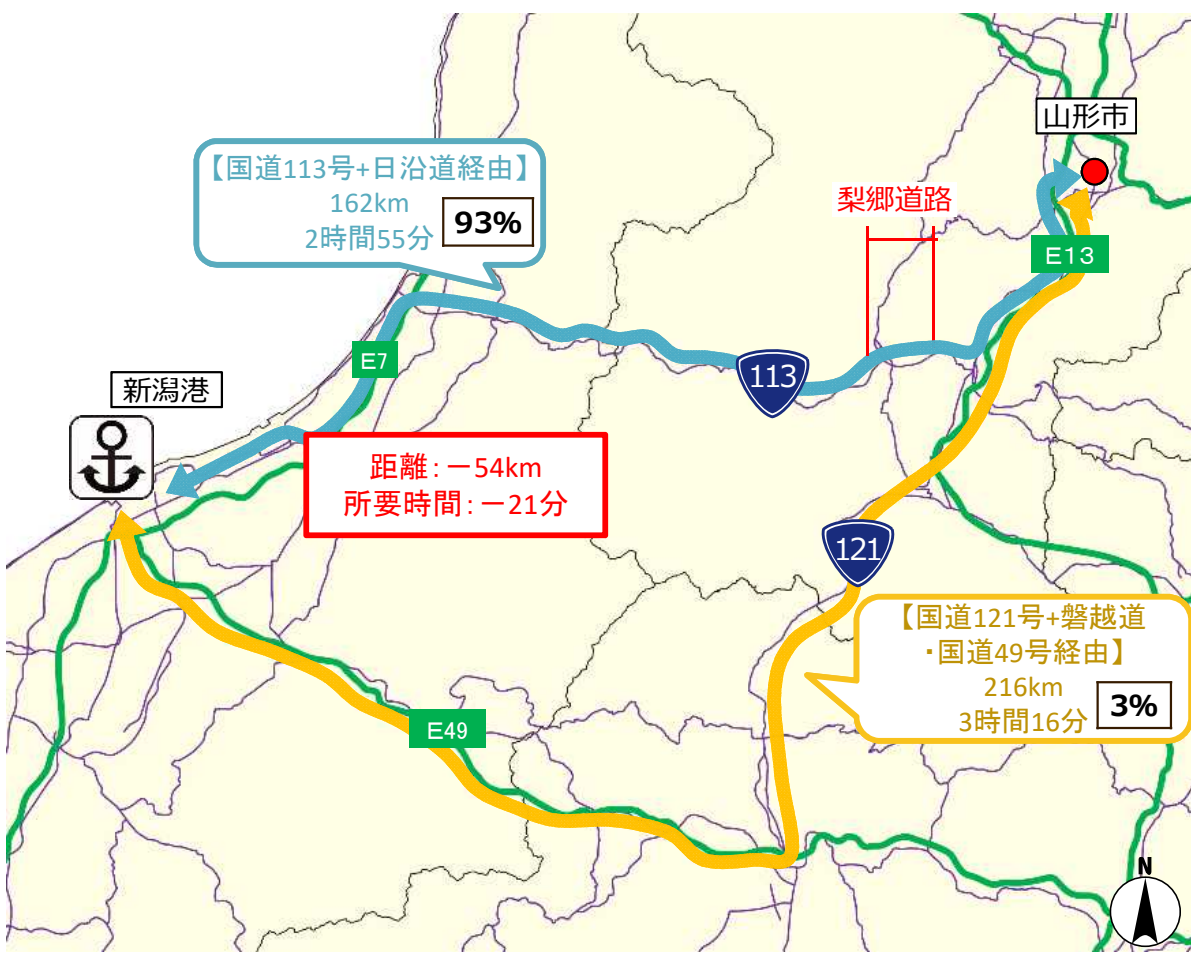 山形市
【国道113号+日沿道経由】
162km
2時間55分
93%
梨郷道路
E13
E7
113
新潟港
距離:－54km
所要時間:－21分
121
【国道121号+磐越道
・国道49号経由】
216km
3時間16分
3%
E49
N